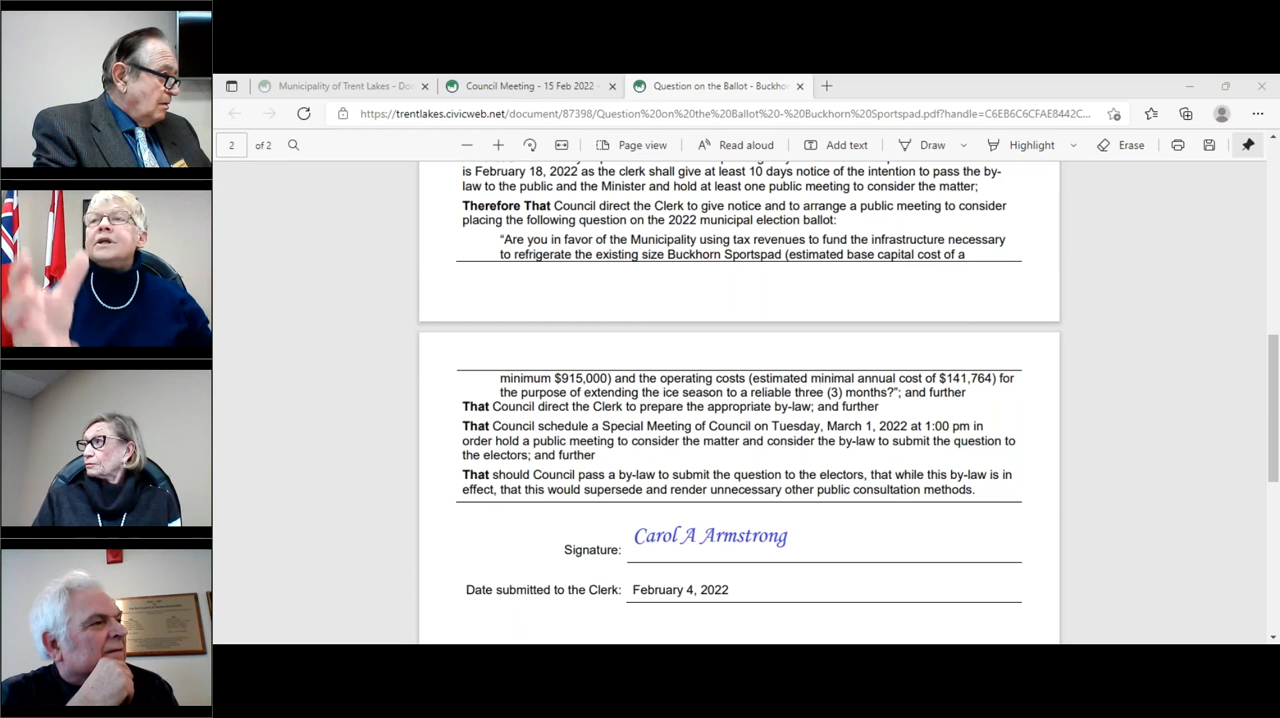 Municipality of Trent Lakes - Doc
Council Meeting - 15 Feb 2022 -
Question on the Ballot - Buckhor
https://trentlakes.civicweb.net/document/87398/Question%20on%20the%20Ballot%20-%20Buckhorn%20Sportspad.pdf?handle=C6EB6C6CFAE8442C...
2 of 2 Page view Read aloud Add text Draw Highlight Erase
is February 18, 2022 as the clerk shall give at least 10 days notice of the intention to pass the by-
law to the public and the Minister and hold at least one public meeting to consider the matter;
Therefore That Council direct the Clerk to give notice and to arrange a public meeting to consider
placing the following question on the 2022 municipal election ballot:
“Are you in favor of the Municipality using tax revenues to fund the infrastructure necessary
to refrigerate the existing size Buckhorn Sportspad (estimated base capital cost of a
minimum $915,000) and the operating costs (estimated minimal annual cost of $141,764) for
the purpose of extending the ice season to a reliable three (3) months?”; and further
That Council direct the Clerk to prepare the appropriate by-law; and further
That Council schedule a Special Meeting of Council on Tuesday, March 1, 2022 at 1:00 pm in
order hold a public meeting to consider the matter and consider the by-law to submit the question to
the electors; and further
That should Council pass a by-law to submit the question to the electors, that while this by-law is in
effect, that this would supersede and render unnecessary other public consultation methods.
Signature: Carol A Armstrong
Date submitted to the Clerk: February 4, 2022